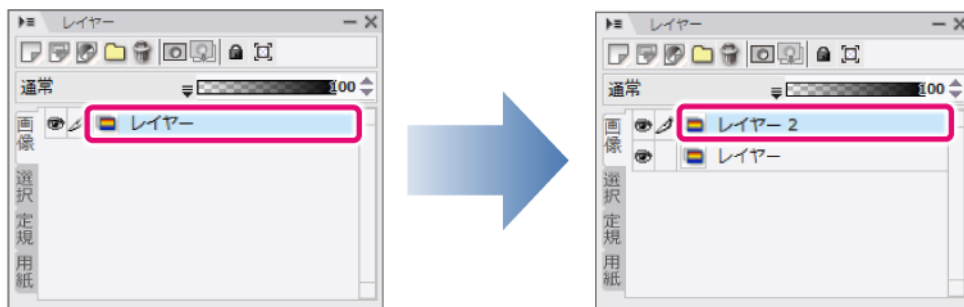 レイヤー
通常 100
レイヤー
画像
選択
定規
用紙
レイヤー
通常 100
レイヤー 2
レイヤー
画像
選択
定規
用紙